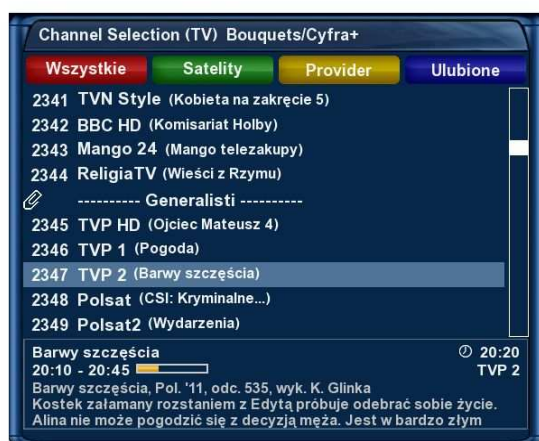 Channel Selection (TV) Bouquets/Cyfra+
Wszystkie Satelity Provider Ulubione
2341 TVN Style (Kobieta na zakręcie 5)
2342 BBC HD (Komisariat Holby)
2343 Mango 24 (Mango telezakupy)
2344 ReligiaTV (Wieści z Rzymu)
---------- Generalisti ----------
2345 TVP HD (Ojciec Mateusz 4)
2346 TVP 1 (Pogoda)
2347 TVP 2 (Barwy szczęścia)
2348 Polsat (CSI: Kryminalne...)
2349 Polsat2 (Wydarzenia)
Barwy szczęścia 20:20
20:10 - 20:45 TVP 2
Barwy szczęścia, Pol. '11, odc. 535, wyk. K. Glinka
Kostek załamany rozstaniem z Edytą próbuje odebrać sobie życie.
Alina nie może pogodzić się z decyzją męża. Jest w bardzo złym